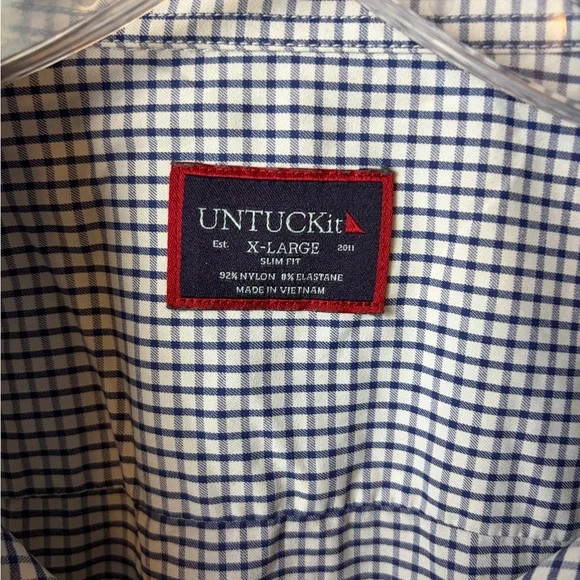 UNTUCKit
Est. X-LARGE 2011
SLIM FIT
92% NYLON 8% ELASTANE
MADE IN VIETNAM